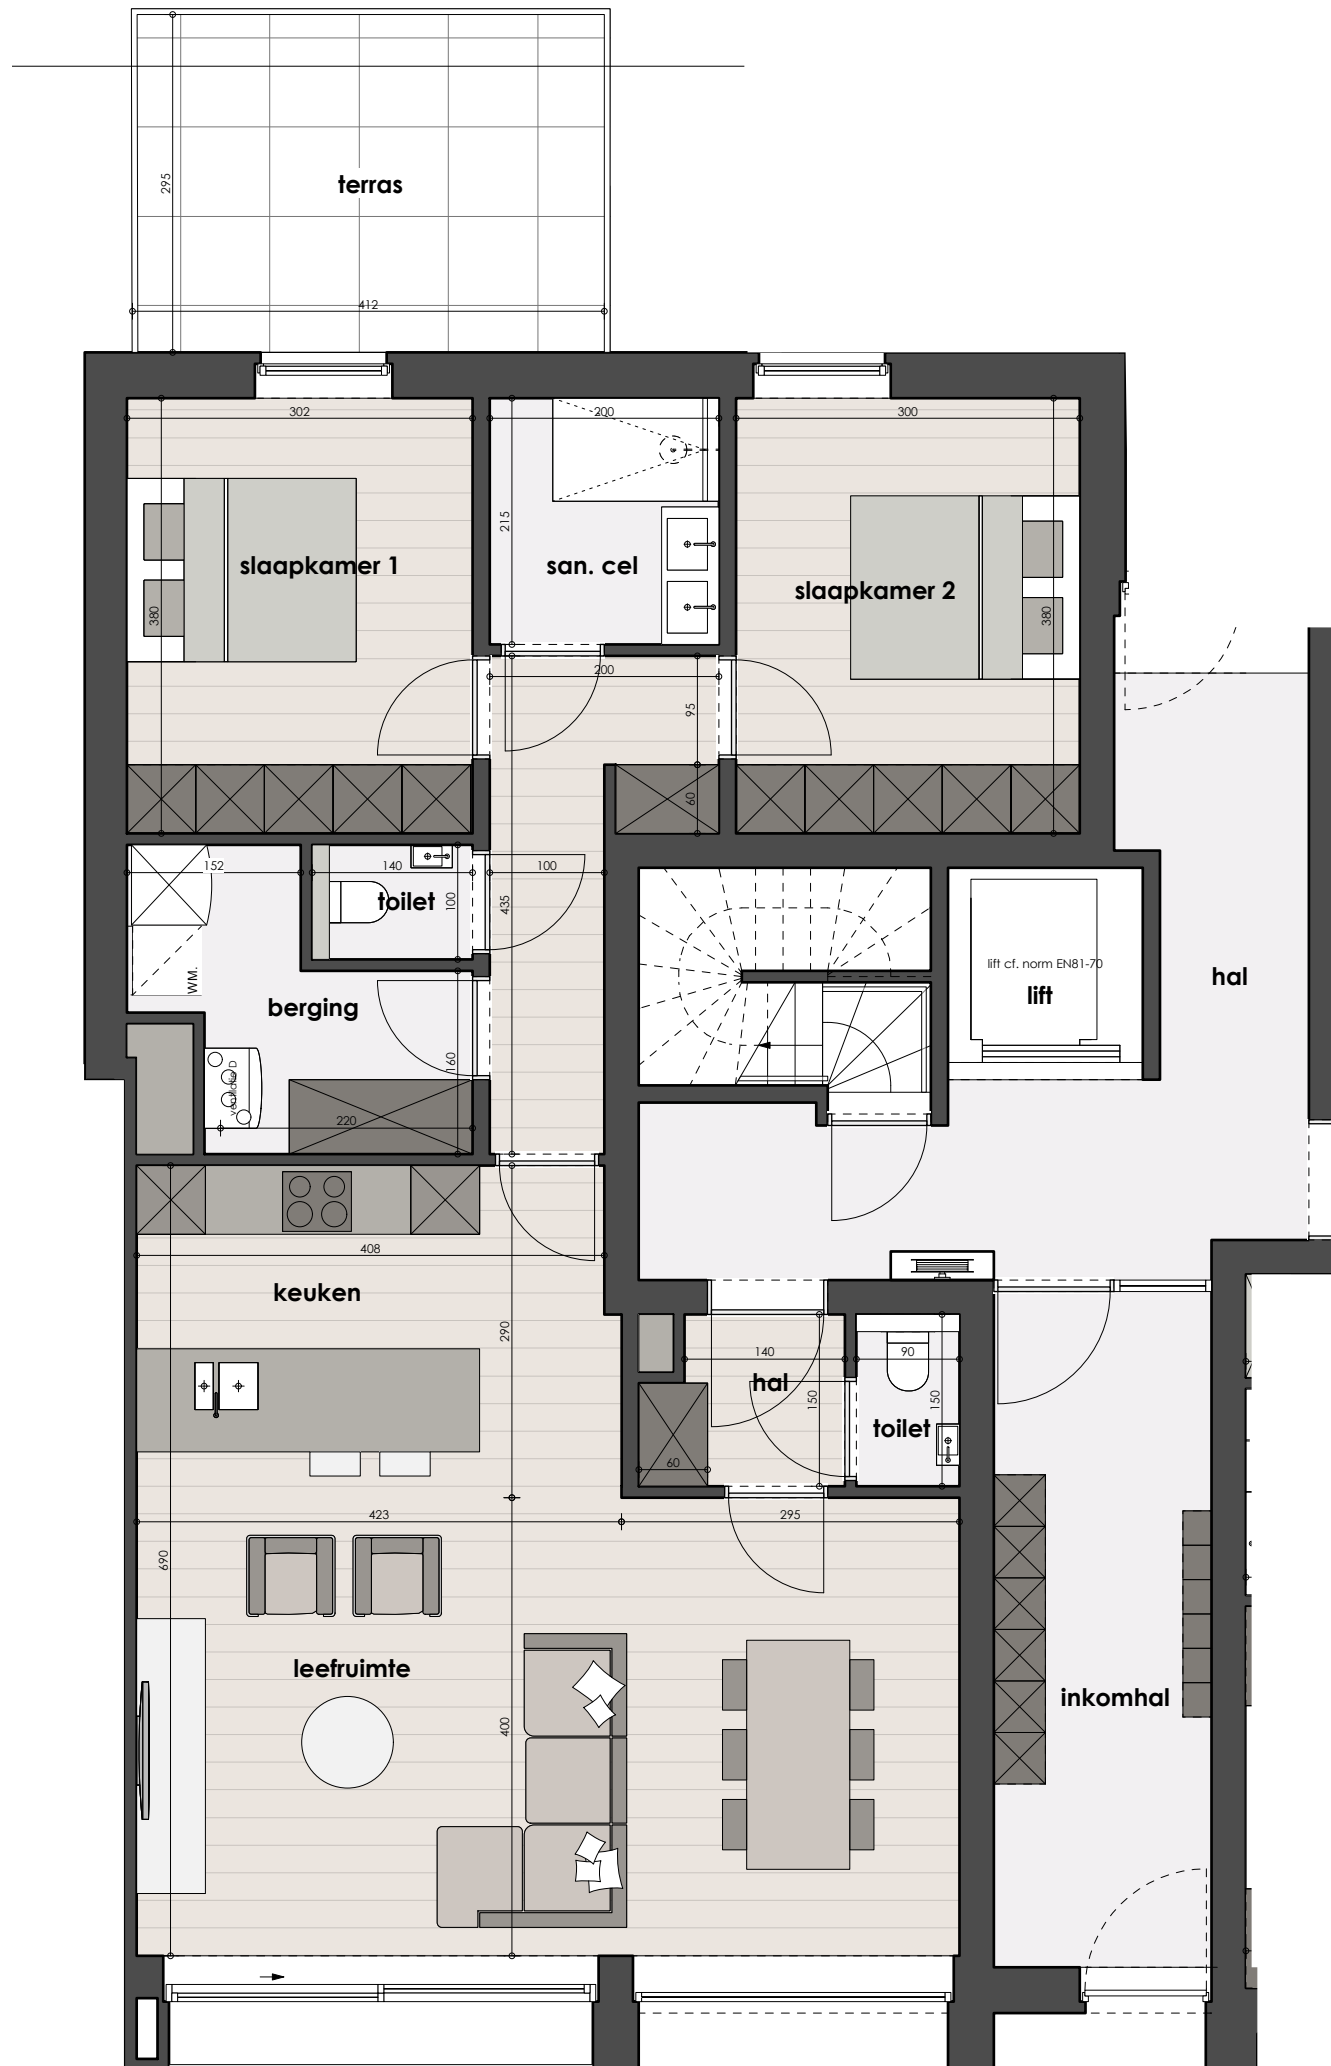 295
terras
412
302
200
300
215
slaapkamer 1
san. cel
slaapkamer 2
380
380
200
95
60
152
140
100
toilet
100
435
W.M.
berging
160
ventilatie D
220
lift cf. norm EN81-70
lift
hal
408
keuken
290
140
90
hal
150
150
toilet
60
423
295
690
leefruimte
400
inkomhal